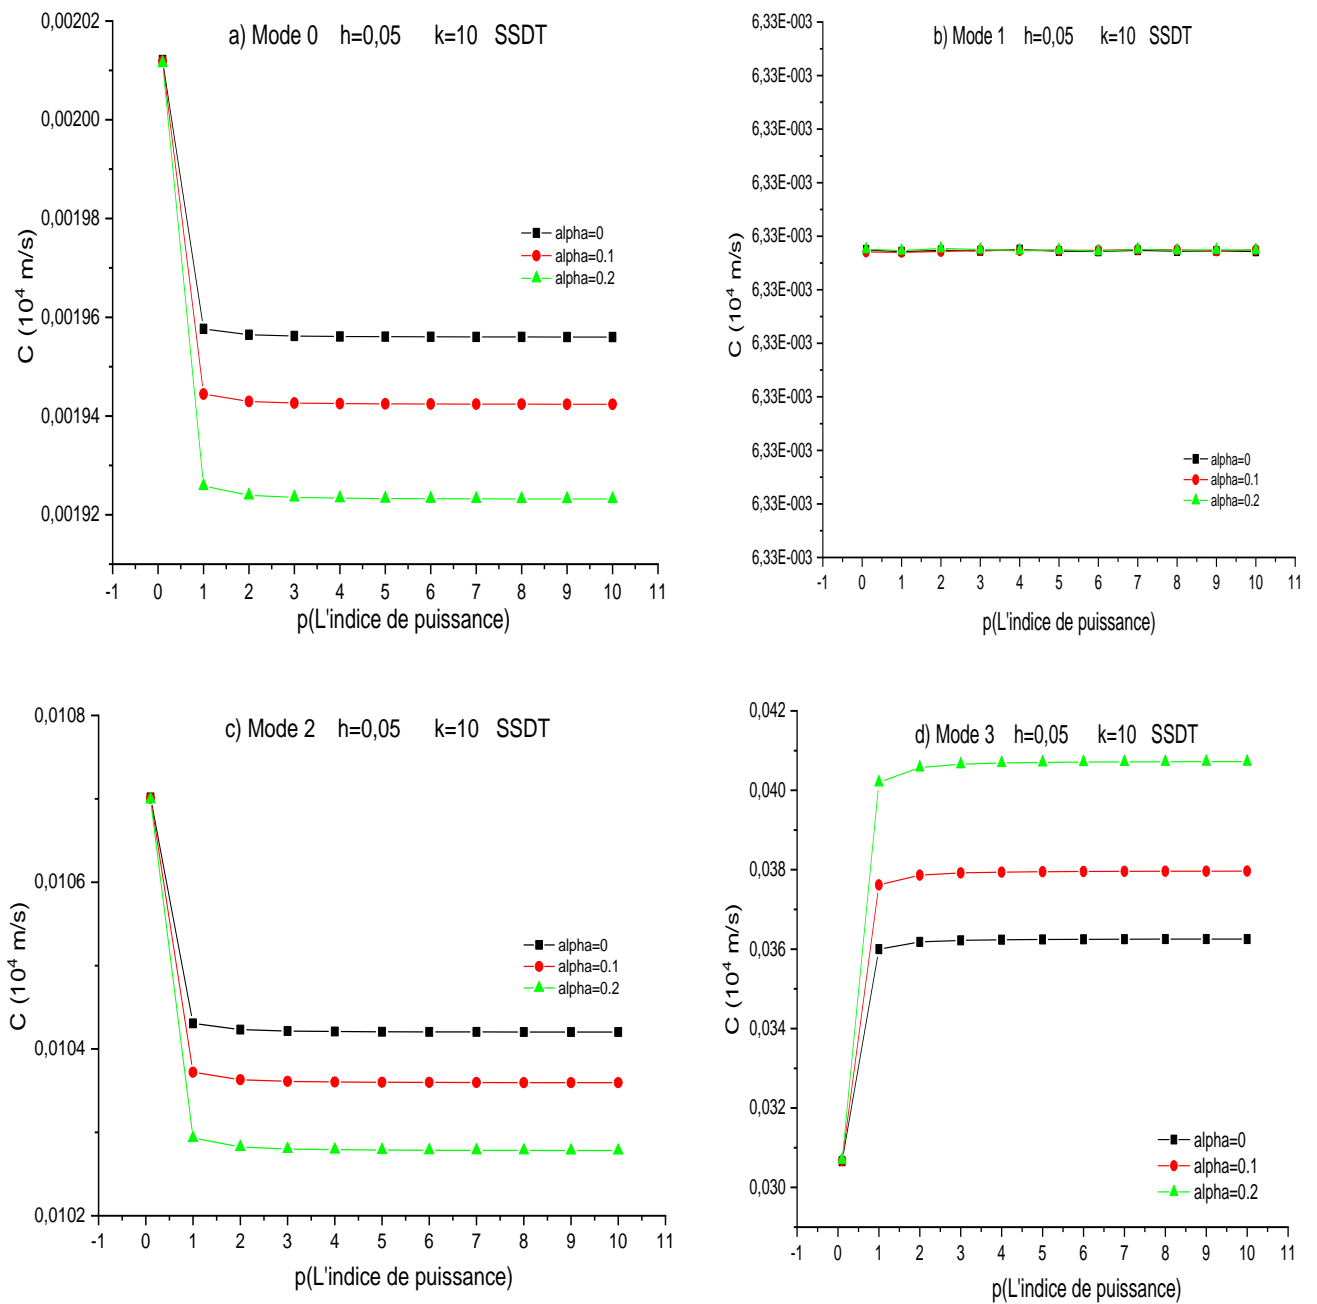 a) Mode 0 h=0,05 k=10 SSDT
0,00202
0,00200
0,00198
0,00196
0,00194
0,00192
C (10⁴ m/s)
alpha=0
alpha=0.1
alpha=0.2
-1 0 1 2 3 4 5 6 7 8 9 10 11
p(L'indice de puissance)
b) Mode 1 h=0,05 k=10 SSDT
6,33E-003
6,33E-003
6,33E-003
6,33E-003
6,33E-003
6,33E-003
6,33E-003
6,33E-003
6,33E-003
6,33E-003
6,33E-003
C (10⁴ m/s)
alpha=0
alpha=0.1
alpha=0.2
-1 0 1 2 3 4 5 6 7 8 9 10 11
p(L'indice de puissance)
c) Mode 2 h=0,05 k=10 SSDT
0,0108
0,0106
0,0104
0,0102
C (10⁴ m/s)
alpha=0
alpha=0.1
alpha=0.2
-1 0 1 2 3 4 5 6 7 8 9 10 11
p(L'indice de puissance)
d) Mode 3 h=0,05 k=10 SSDT
0,042
0,040
0,038
0,036
0,034
0,032
0,030
C (10⁴ m/s)
alpha=0
alpha=0.1
alpha=0.2
-1 0 1 2 3 4 5 6 7 8 9 10 11
p(L'indice de puissance)